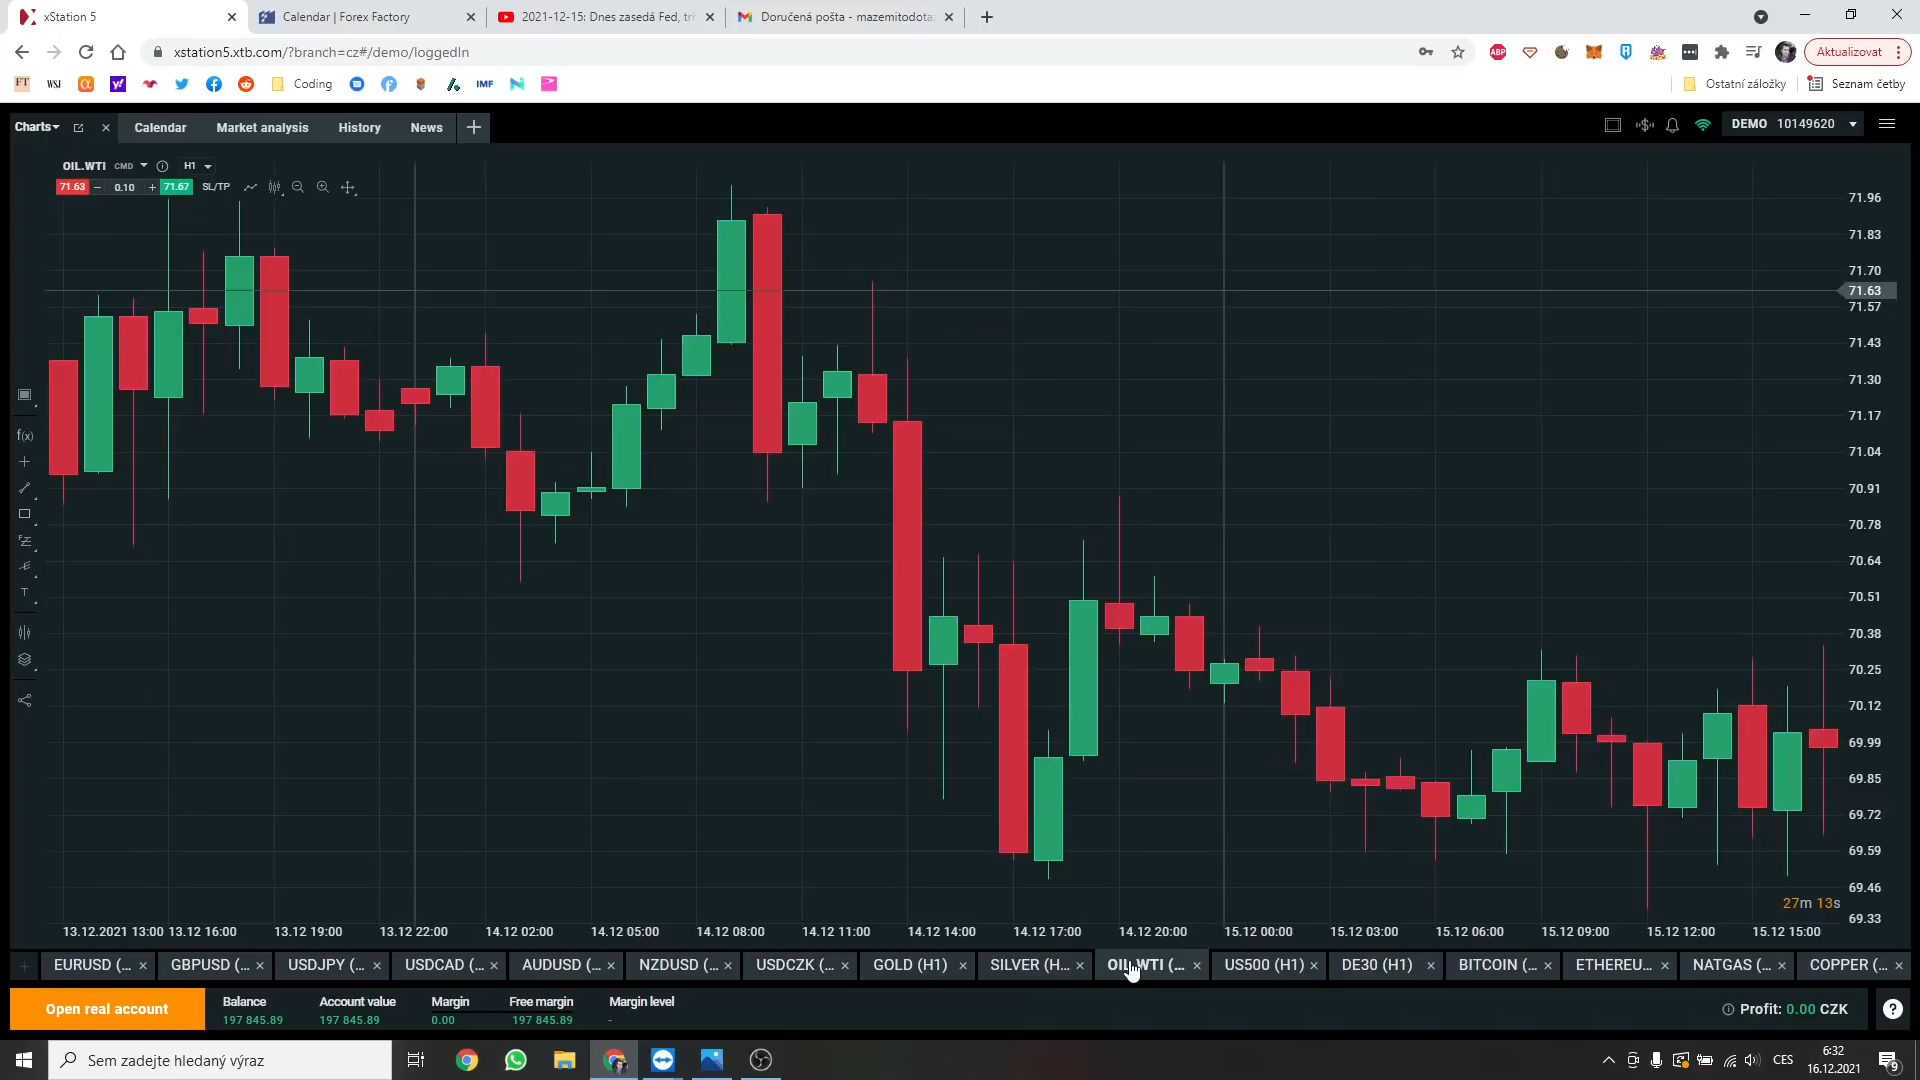 xStation 5
Calendar | Forex Factory
2021-12-15: Dnes zasedá Fed, trh
Doručená pošta - mazemitodota
xstation5.xtb.com/?branch=cz#/demo/loggedIn
ABP
Aktualizovat
FT
WSJ
Coding
IMF
Ostatní záložky
Seznam četby
Charts
Calendar
Market analysis
History
News
DEMO 10149620
OIL.WTI CMD H1
71.63 0.10 71.67 SL/TP
71.96
71.83
71.70
71.63
71.57
71.43
71.30
71.17
71.04
70.91
70.78
70.64
70.51
70.38
70.25
70.12
69.99
69.85
69.72
69.59
69.46
69.33
f(x)
T
27m 13s
13.12.2021 13:00 13.12 16:00 13.12 19:00 13.12 22:00 14.12 02:00 14.12 05:00 14.12 08:00 14.12 11:00 14.12 14:00 14.12 17:00 14.12 20:00 15.12 00:00 15.12 03:00 15.12 06:00 15.12 09:00 15.12 12:00 15.12 15:00
EURUSD (... GBPUSD (... USDJPY (... USDCAD (... AUDUSD (... NZDUSD (... USDCZK (... GOLD (H1) SILVER (H... OIL.WTI (... US500 (H1) DE30 (H1) BITCOIN (... ETHEREU... NATGAS (... COPPER (...
Open real account
Balance Account value Margin Free margin Margin level
197 845.89 197 845.89 0.00 197 845.89 -
Profit: 0.00 CZK
?
Sem zadejte hledaný výraz
CES
6:32
16.12.2021
9